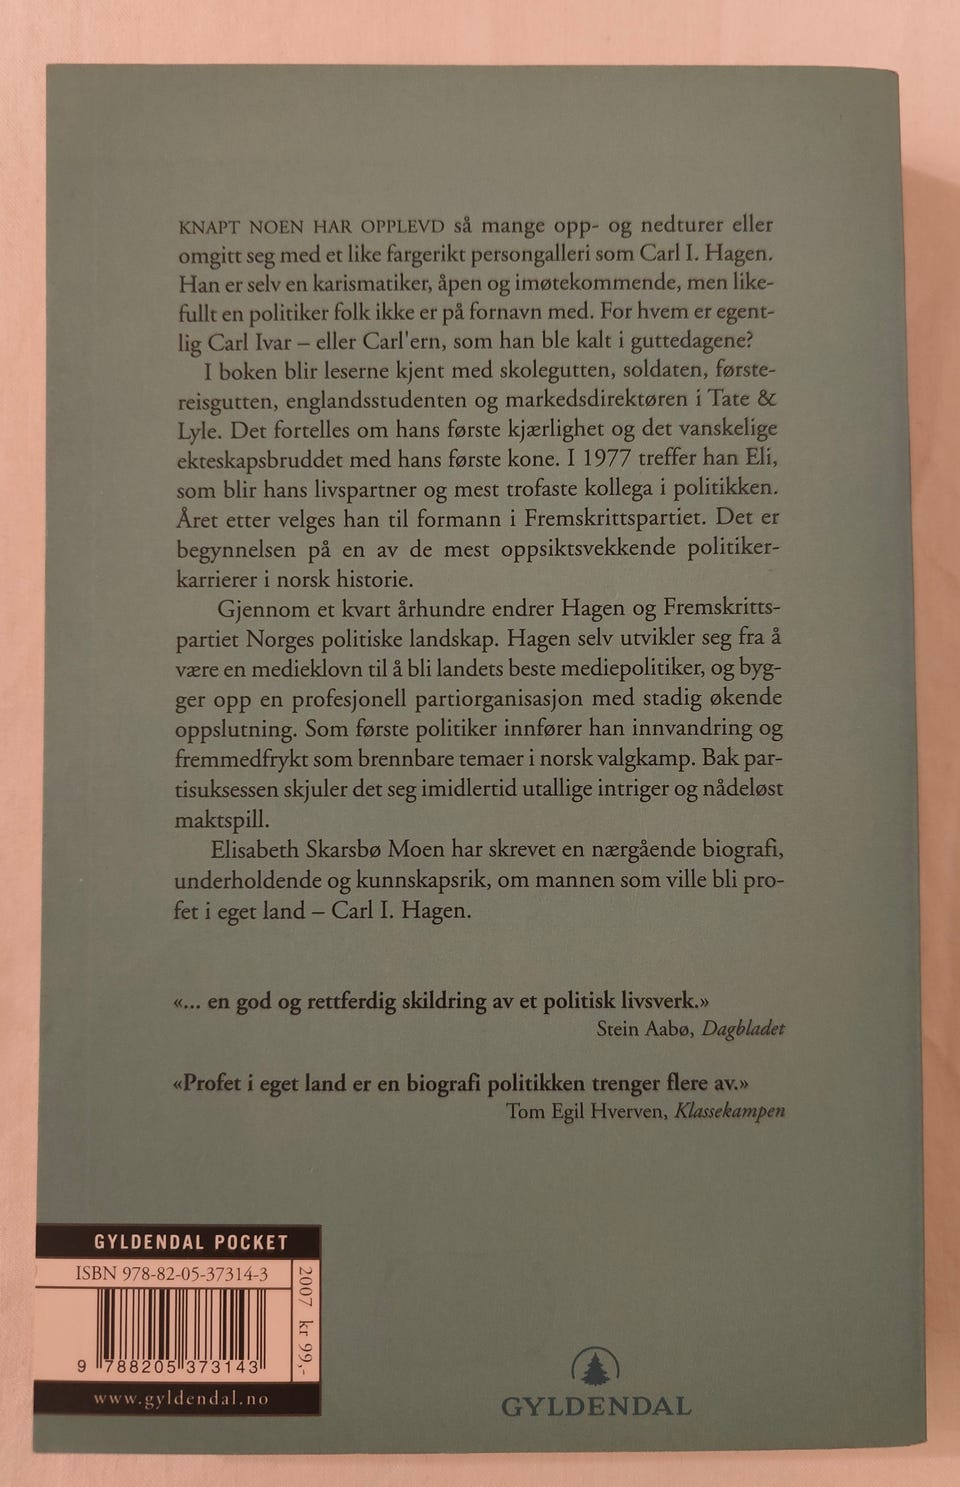 KNAPT NOEN HAR OPPLEVD så mange opp- og nedturer eller
omgitt seg med et like fargerikt persongalleri som Carl I. Hagen.
Han er selv en karismatiker, åpen og imøtekommende, men like-
fullt en politiker folk ikke er på fornavn med. For hvem er egent-
lig Carl Ivar – eller Carl'ern, som han ble kalt i guttedagene?
I boken blir leserne kjent med skolegutten, soldaten, første-
reisgutten, englandsstudenten og markedsdirektøren i Tate &
Lyle. Det fortelles om hans første kjærlighet og det vanskelige
ekteskapsbruddet med hans første kone. I 1977 treffer han Eli,
som blir hans livspartner og mest trofaste kollega i politikken.
Året etter velges han til formann i Fremskrittspartiet. Det er
begynnelsen på en av de mest oppsiktsvekkende politiker-
karrierer i norsk historie.
Gjennom et kvart århundre endrer Hagen og Fremskritts-
partiet Norges politiske landskap. Hagen selv utvikler seg fra å
være en medieklovn til å bli landets beste mediepolitiker, og byg-
ger opp en profesjonell partiorganisasjon med stadig økende
oppslutning. Som første politiker innfører han innvandring og
fremmedfrykt som brennbare temaer i norsk valgkamp. Bak par-
tisuksessen skjuler det seg imidlertid utallige intriger og nådeløst
maktspill.
Elisabeth Skarsbø Moen har skrevet en nærgående biografi,
underholdende og kunnskapsrik, om mannen som ville bli pro-
fet i eget land – Carl I. Hagen.
«... en god og rettferdig skildring av et politisk livsverk.»
Stein Aabø, Dagbladet
«Profet i eget land er en biografi politikken trenger flere av.»
Tom Egil Hverven, Klassekampen
GYLDENDAL POCKET
ISBN 978-82-05-37314-3
2007 kr 99,-
9 788205 373143
www.gyldendal.no
GYLDENDAL